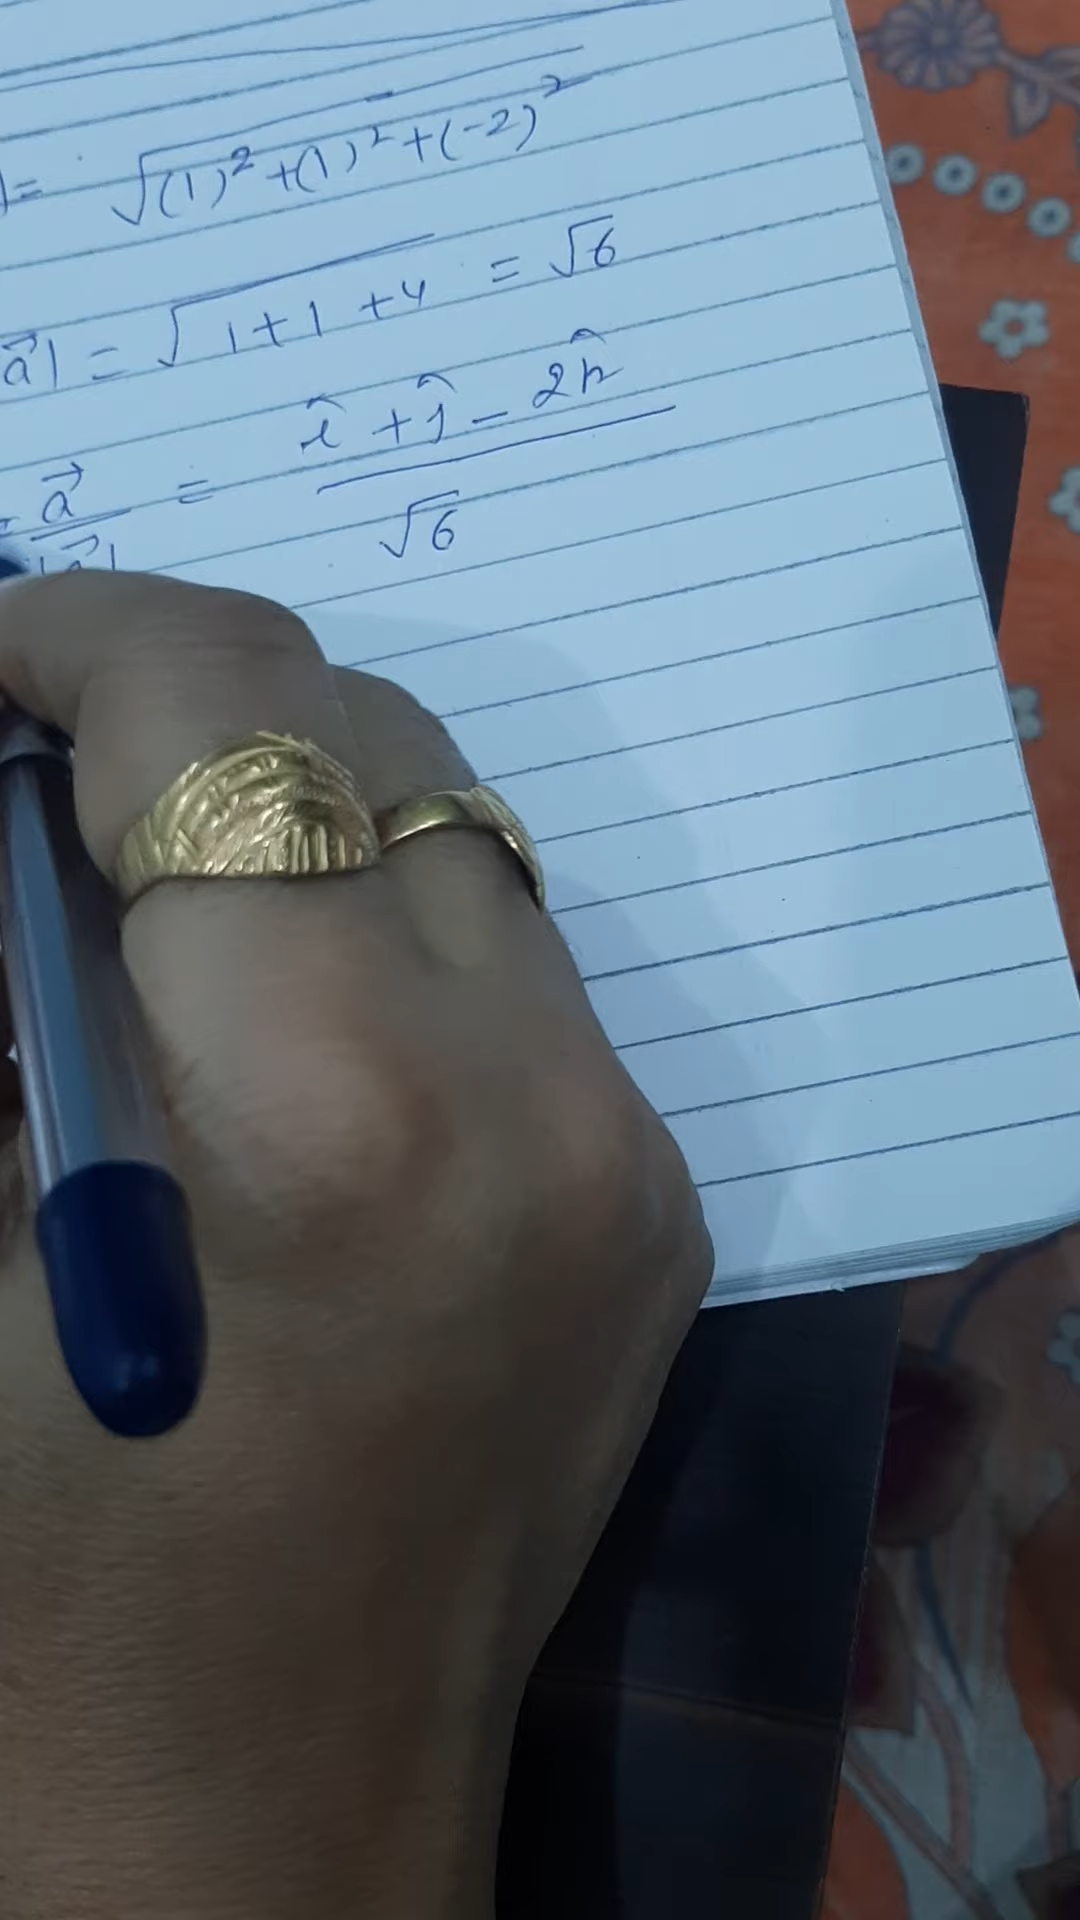 |= √(1)² +(1)² +(-2)²
a⃗| = √1+1+4 = √6
= a⃗/|a⃗| = î + ĵ - 2k̂/√6